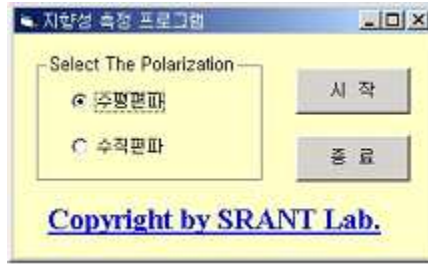 지향성 측정 프로그램
Select The Polarization
수평편파
시 작
수직편파
종 료
Copyright by SRANT Lab.